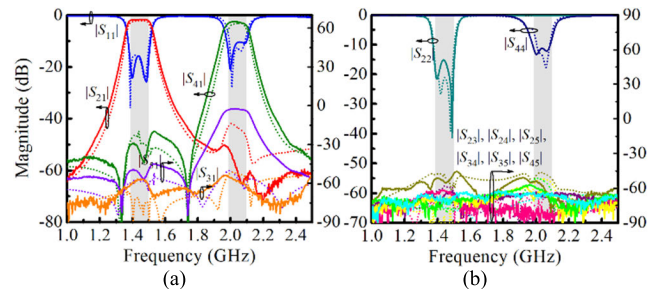 Magnitude (dB)
0
-20
-40
-60
-80
|S11|
|S21|
|S41|
|S31|
60
30
0
-30
-60
1.0 1.2 1.4 1.6 1.8 2.0 2.2 2.4
Frequency (GHz)
(a)
0
-10
-20
-30
-40
-50
-60
-70
|S22|
|S44|
|S23|, |S24|, |S25|,
|S34|, |S35|, |S45|
90
60
30
0
-30
-60
-90
1.0 1.2 1.4 1.6 1.8 2.0 2.2 2.4
Frequency (GHz)
(b)